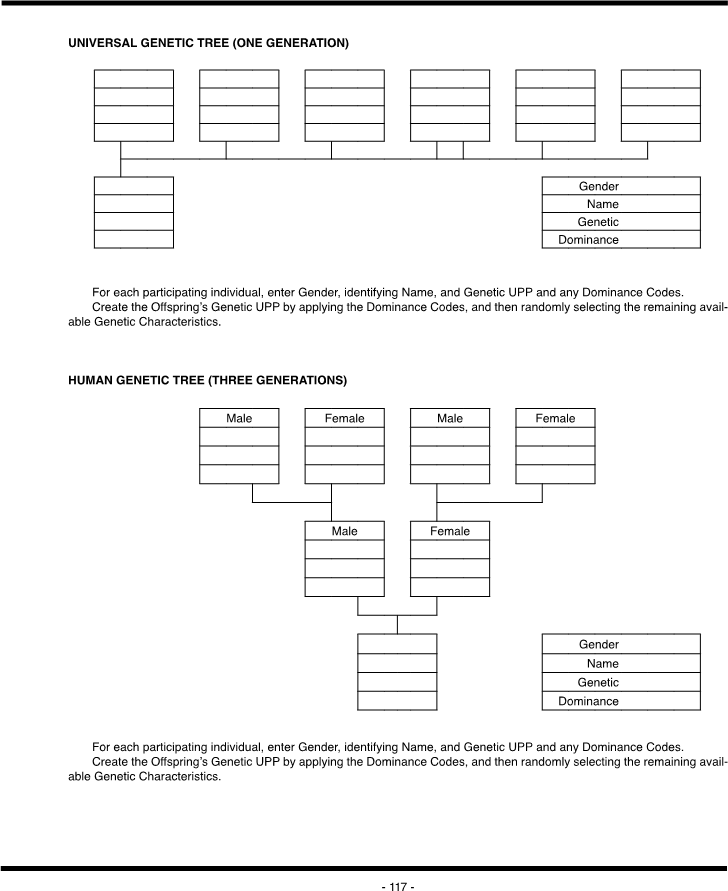 UNIVERSAL GENETIC TREE (ONE GENERATION)
Gender
Name
Genetic
Dominance
For each participating individual, enter Gender, identifying Name, and Genetic UPP and any Dominance Codes.
Create the Offspring's Genetic UPP by applying the Dominance Codes, and then randomly selecting the remaining avail-
able Genetic Characteristics.
HUMAN GENETIC TREE (THREE GENERATIONS)
Male Female Male Female
Male Female
Gender
Name
Genetic
Dominance
For each participating individual, enter Gender, identifying Name, and Genetic UPP and any Dominance Codes.
Create the Offspring's Genetic UPP by applying the Dominance Codes, and then randomly selecting the remaining avail-
able Genetic Characteristics.
- 117 -